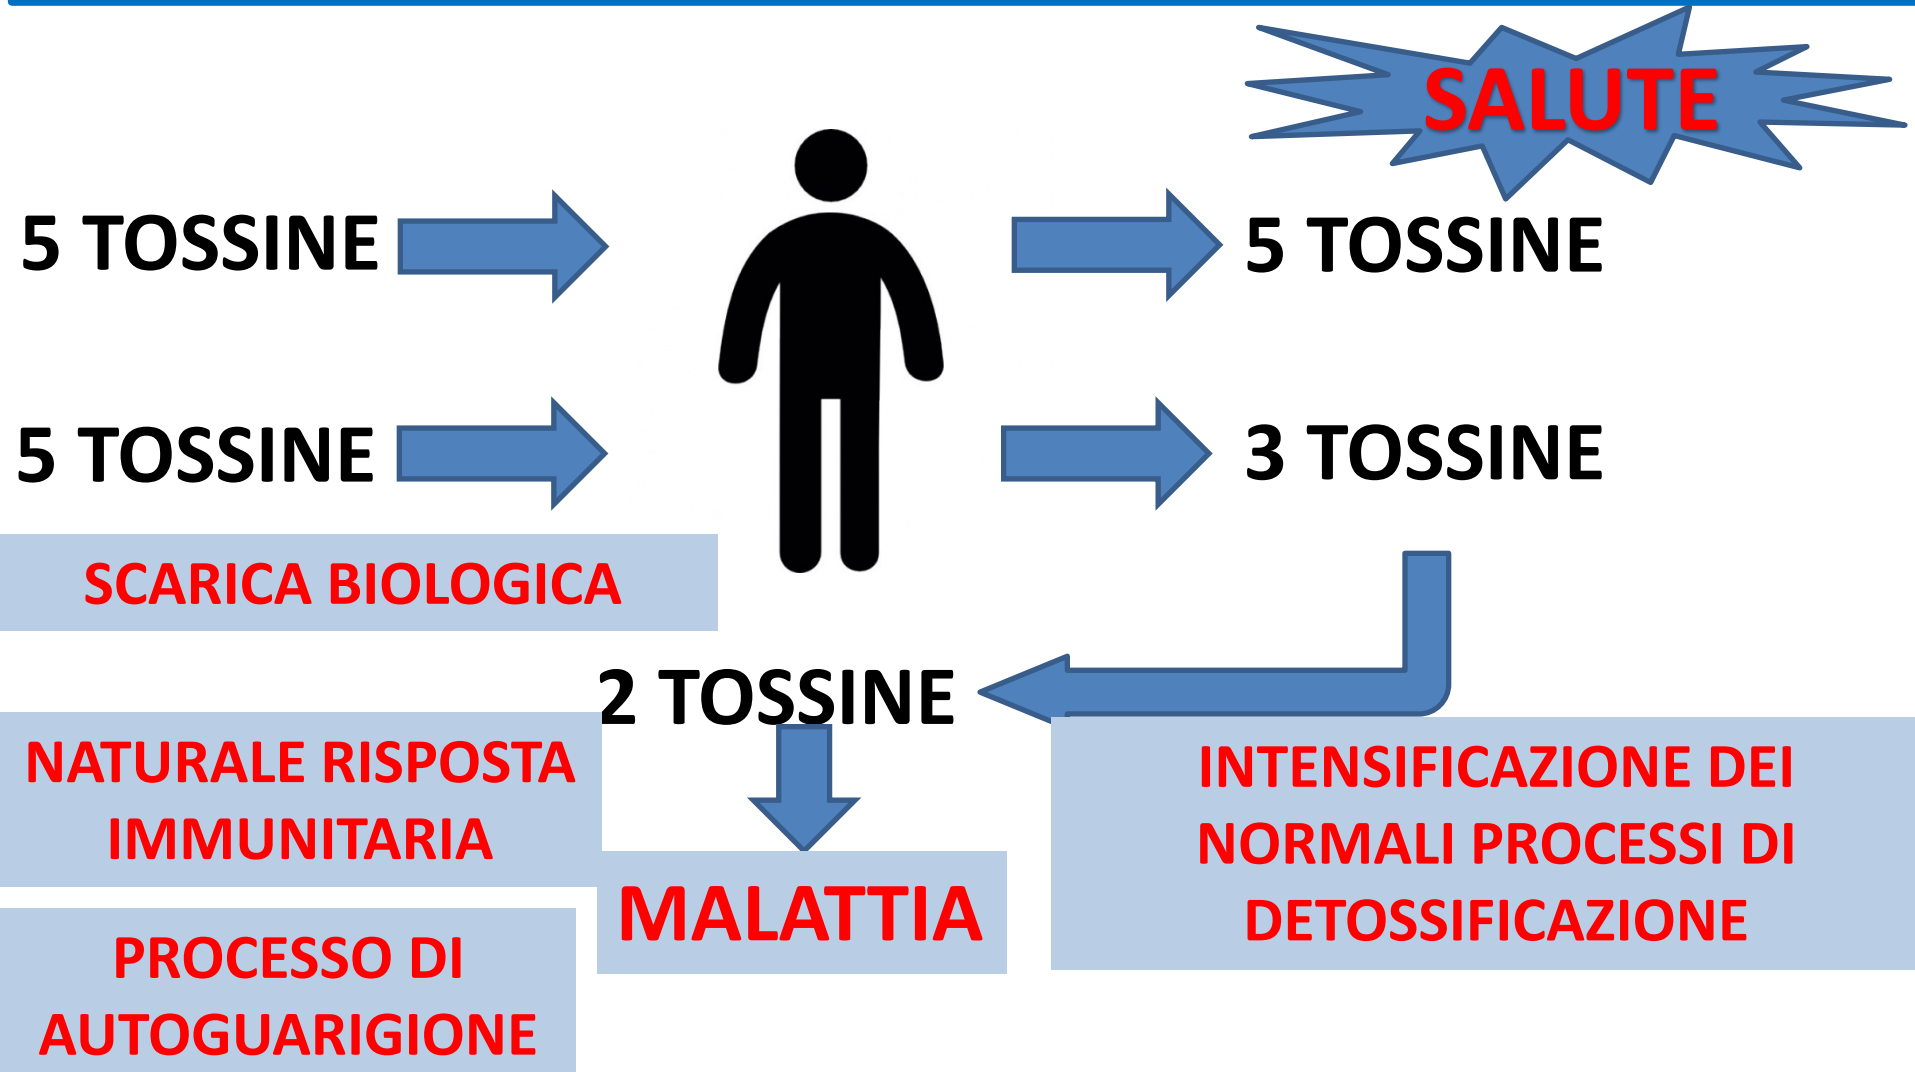 SALUTE
5 TOSSINE
5 TOSSINE
5 TOSSINE
3 TOSSINE
SCARICA BIOLOGICA
2 TOSSINE
NATURALE RISPOSTA
IMMUNITARIA
INTENSIFICAZIONE DEI
NORMALI PROCESSI DI
DETOSSIFICAZIONE
MALATTIA
PROCESSO DI
AUTOGUARIGIONE